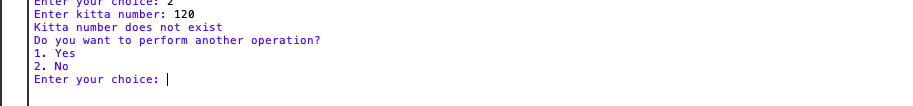 Enter your choice: 2
Enter kitta number: 120
Kitta number does not exist
Do you want to perform another operation?
1. Yes
2. No
Enter your choice: